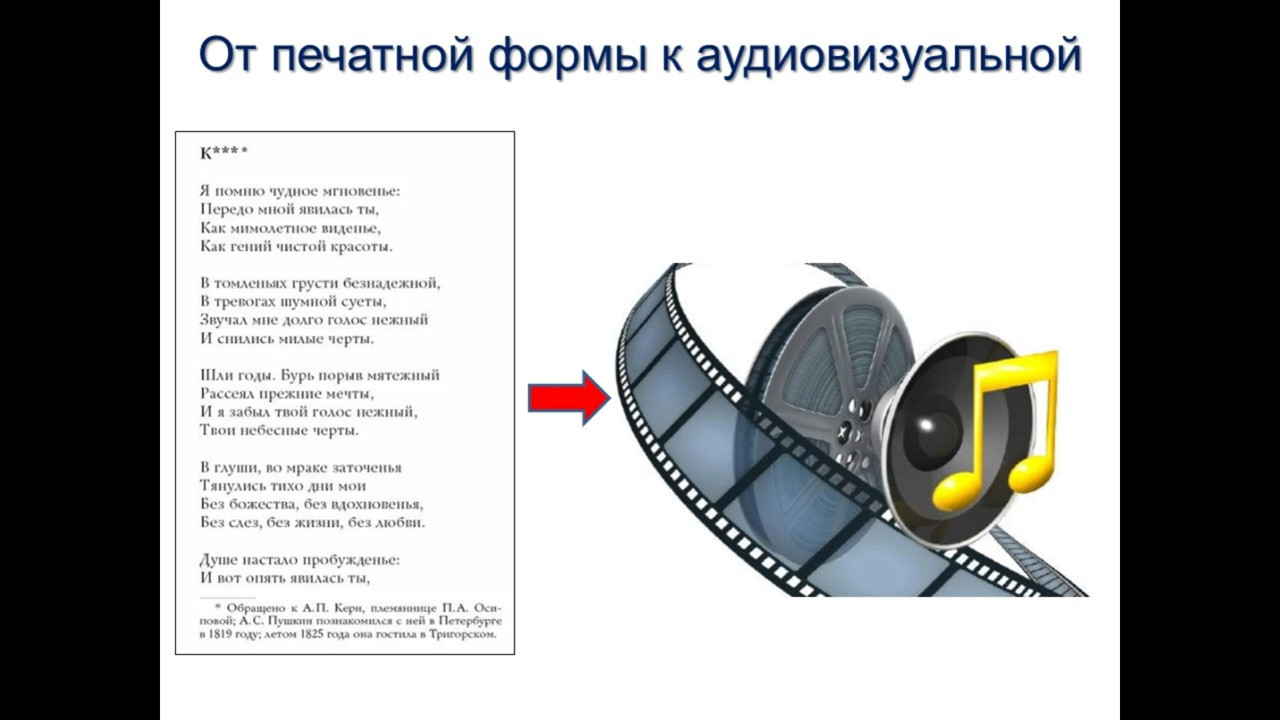 От печатной формы к аудиовизуальной
К****
Я помню чудное мгновенье:
Передо мной явилась ты,
Как мимолетное виденье,
Как гений чистой красоты.
В томленьях грусти безнадежной,
В тревогах шумной суеты,
Звучал мне долго голос нежный
И снились милые черты.
Шли годы. Бурь порыв мятежный
Рассеял прежние мечты,
И я забыл твой голос нежный,
Твои небесные черты.
В глуши, во мраке заточенья
Тянулись тихо дни мои
Без божества, без вдохновенья,
Без слез, без жизни, без любви.
Душе настало пробужденье:
И вот опять явилась ты,
* Обращено к А.П. Керн, племяннице П.А. Оси-
повой; А.С. Пушкин познакомился с ней в Петербурге
в 1819 году; летом 1825 года она гостила в Тригорском.